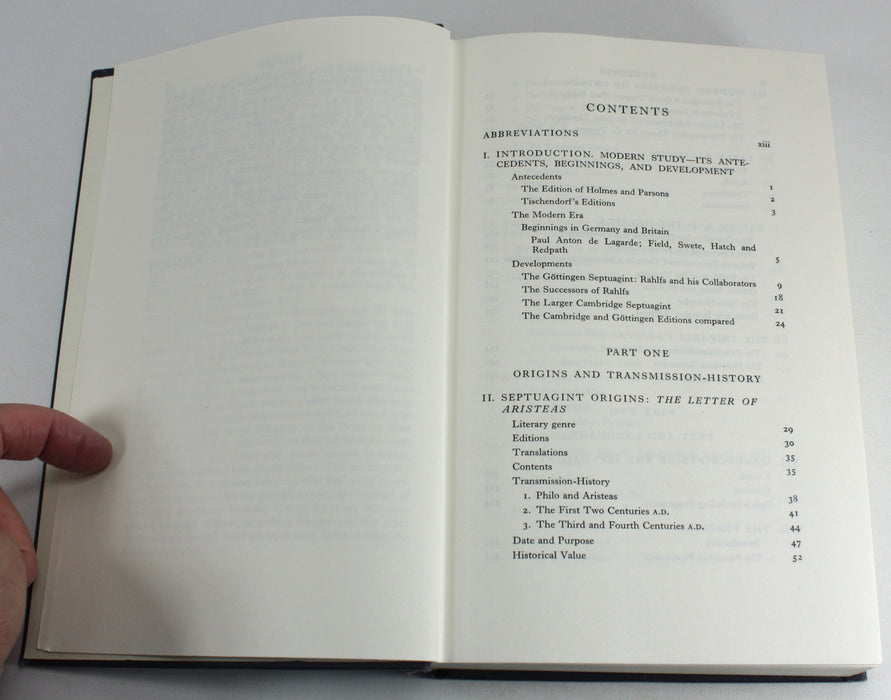 CONTENTS
ABBREVIATIONS xiii
I. INTRODUCTION. MODERN STUDY—ITS ANTE-
CEDENTS, BEGINNINGS, AND DEVELOPMENT
Antecedents 1
The Edition of Holmes and Parsons 2
Tischendorf's Editions 3
The Modern Era
Beginnings in Germany and Britain
Paul Anton de Lagarde; Field, Swete, Hatch and
Redpath 5
Developments
The Göttingen Septuagint: Rahlfs and his Collaborators 9
The Successors of Rahlfs 18
The Larger Cambridge Septuagint 21
The Cambridge and Göttingen Editions compared 24
PART ONE
ORIGINS AND TRANSMISSION-HISTORY
II. SEPTUAGINT ORIGINS: THE LETTER OF
ARISTEAS
Literary genre 29
Editions 30
Translations 35
Contents 35
Transmission-History
1. Philo and Aristeas 38
2. The First Two Centuries A.D. 41
3. The Third and Fourth Centuries A.D. 44
Date and Purpose 47
Historical Value 52